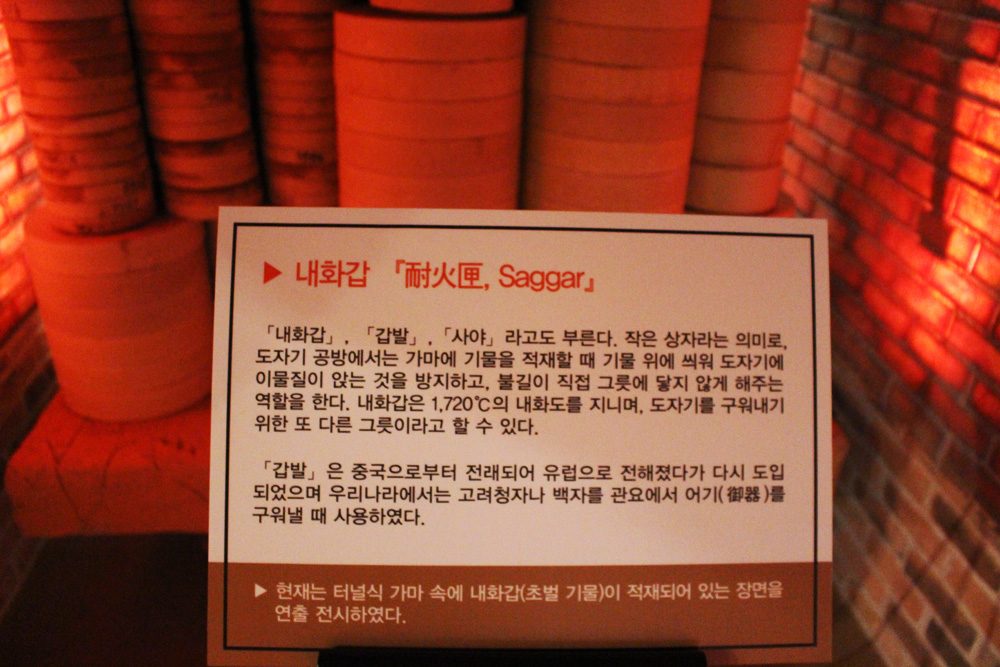 ▶ 내화갑 『耐火匣, Saggar』
「내화갑」, 「갑발」, 「사야」라고도 부른다. 작은 상자라는 의미로,
도자기 공방에서는 가마에 기물을 적재할 때 기물 위에 씌워 도자기에
이물질이 앉는 것을 방지하고, 불길이 직접 그릇에 닿지 않게 해주는
역할을 한다. 내화갑은 1,720℃의 내화도를 지니며, 도자기를 구워내기
위한 또 다른 그릇이라고 할 수 있다.
「갑발」은 중국으로부터 전래되어 유럽으로 전해졌다가 다시 도입
되었으며 우리나라에서는 고려청자나 백자를 관요에서 어기(御器)를
구워낼 때 사용하였다.
▶ 현재는 터널식 가마 속에 내화갑(초벌 기물)이 적재되어 있는 장면을
연출 전시하였다.